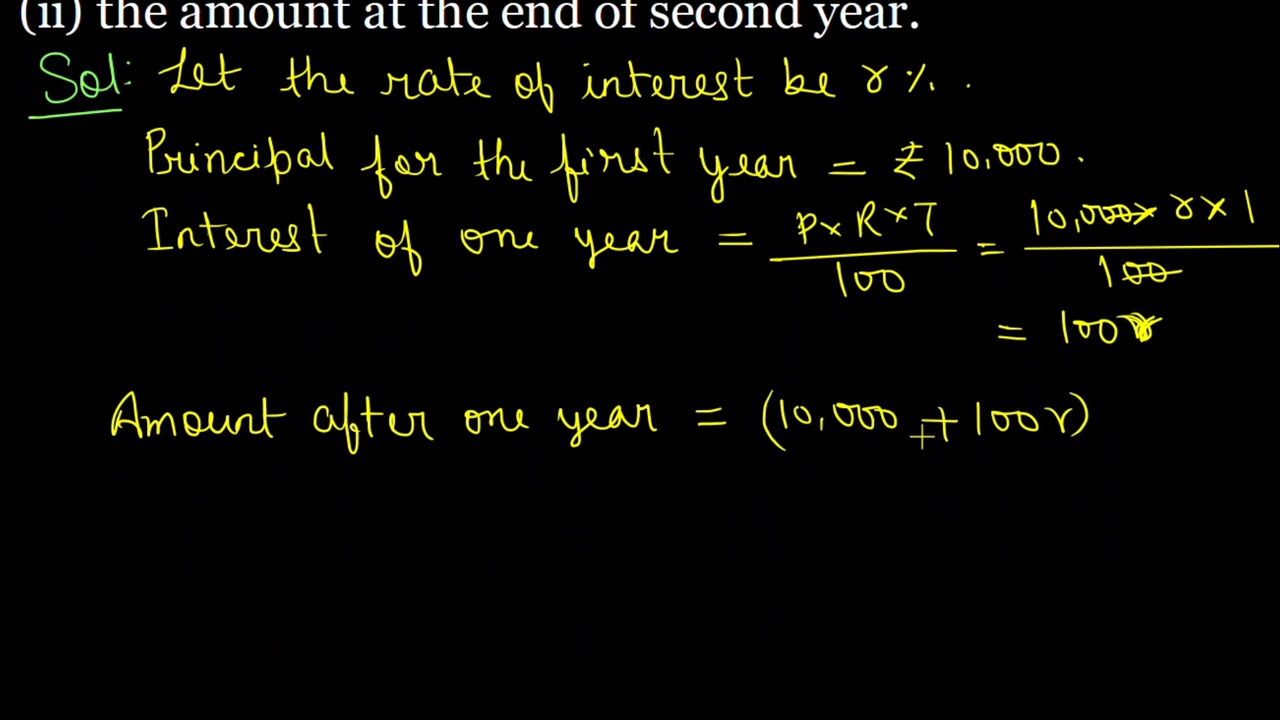 (ii) the amount at the end of second year.
Sol: Let the rate of interest be r %.
Principal for the first year = ₹ 10,000.
Interest of one year = P × R × T / 100 = 10,000 × r × 1 / 100
= 100r
Amount after one year = (10,000 + 100r)